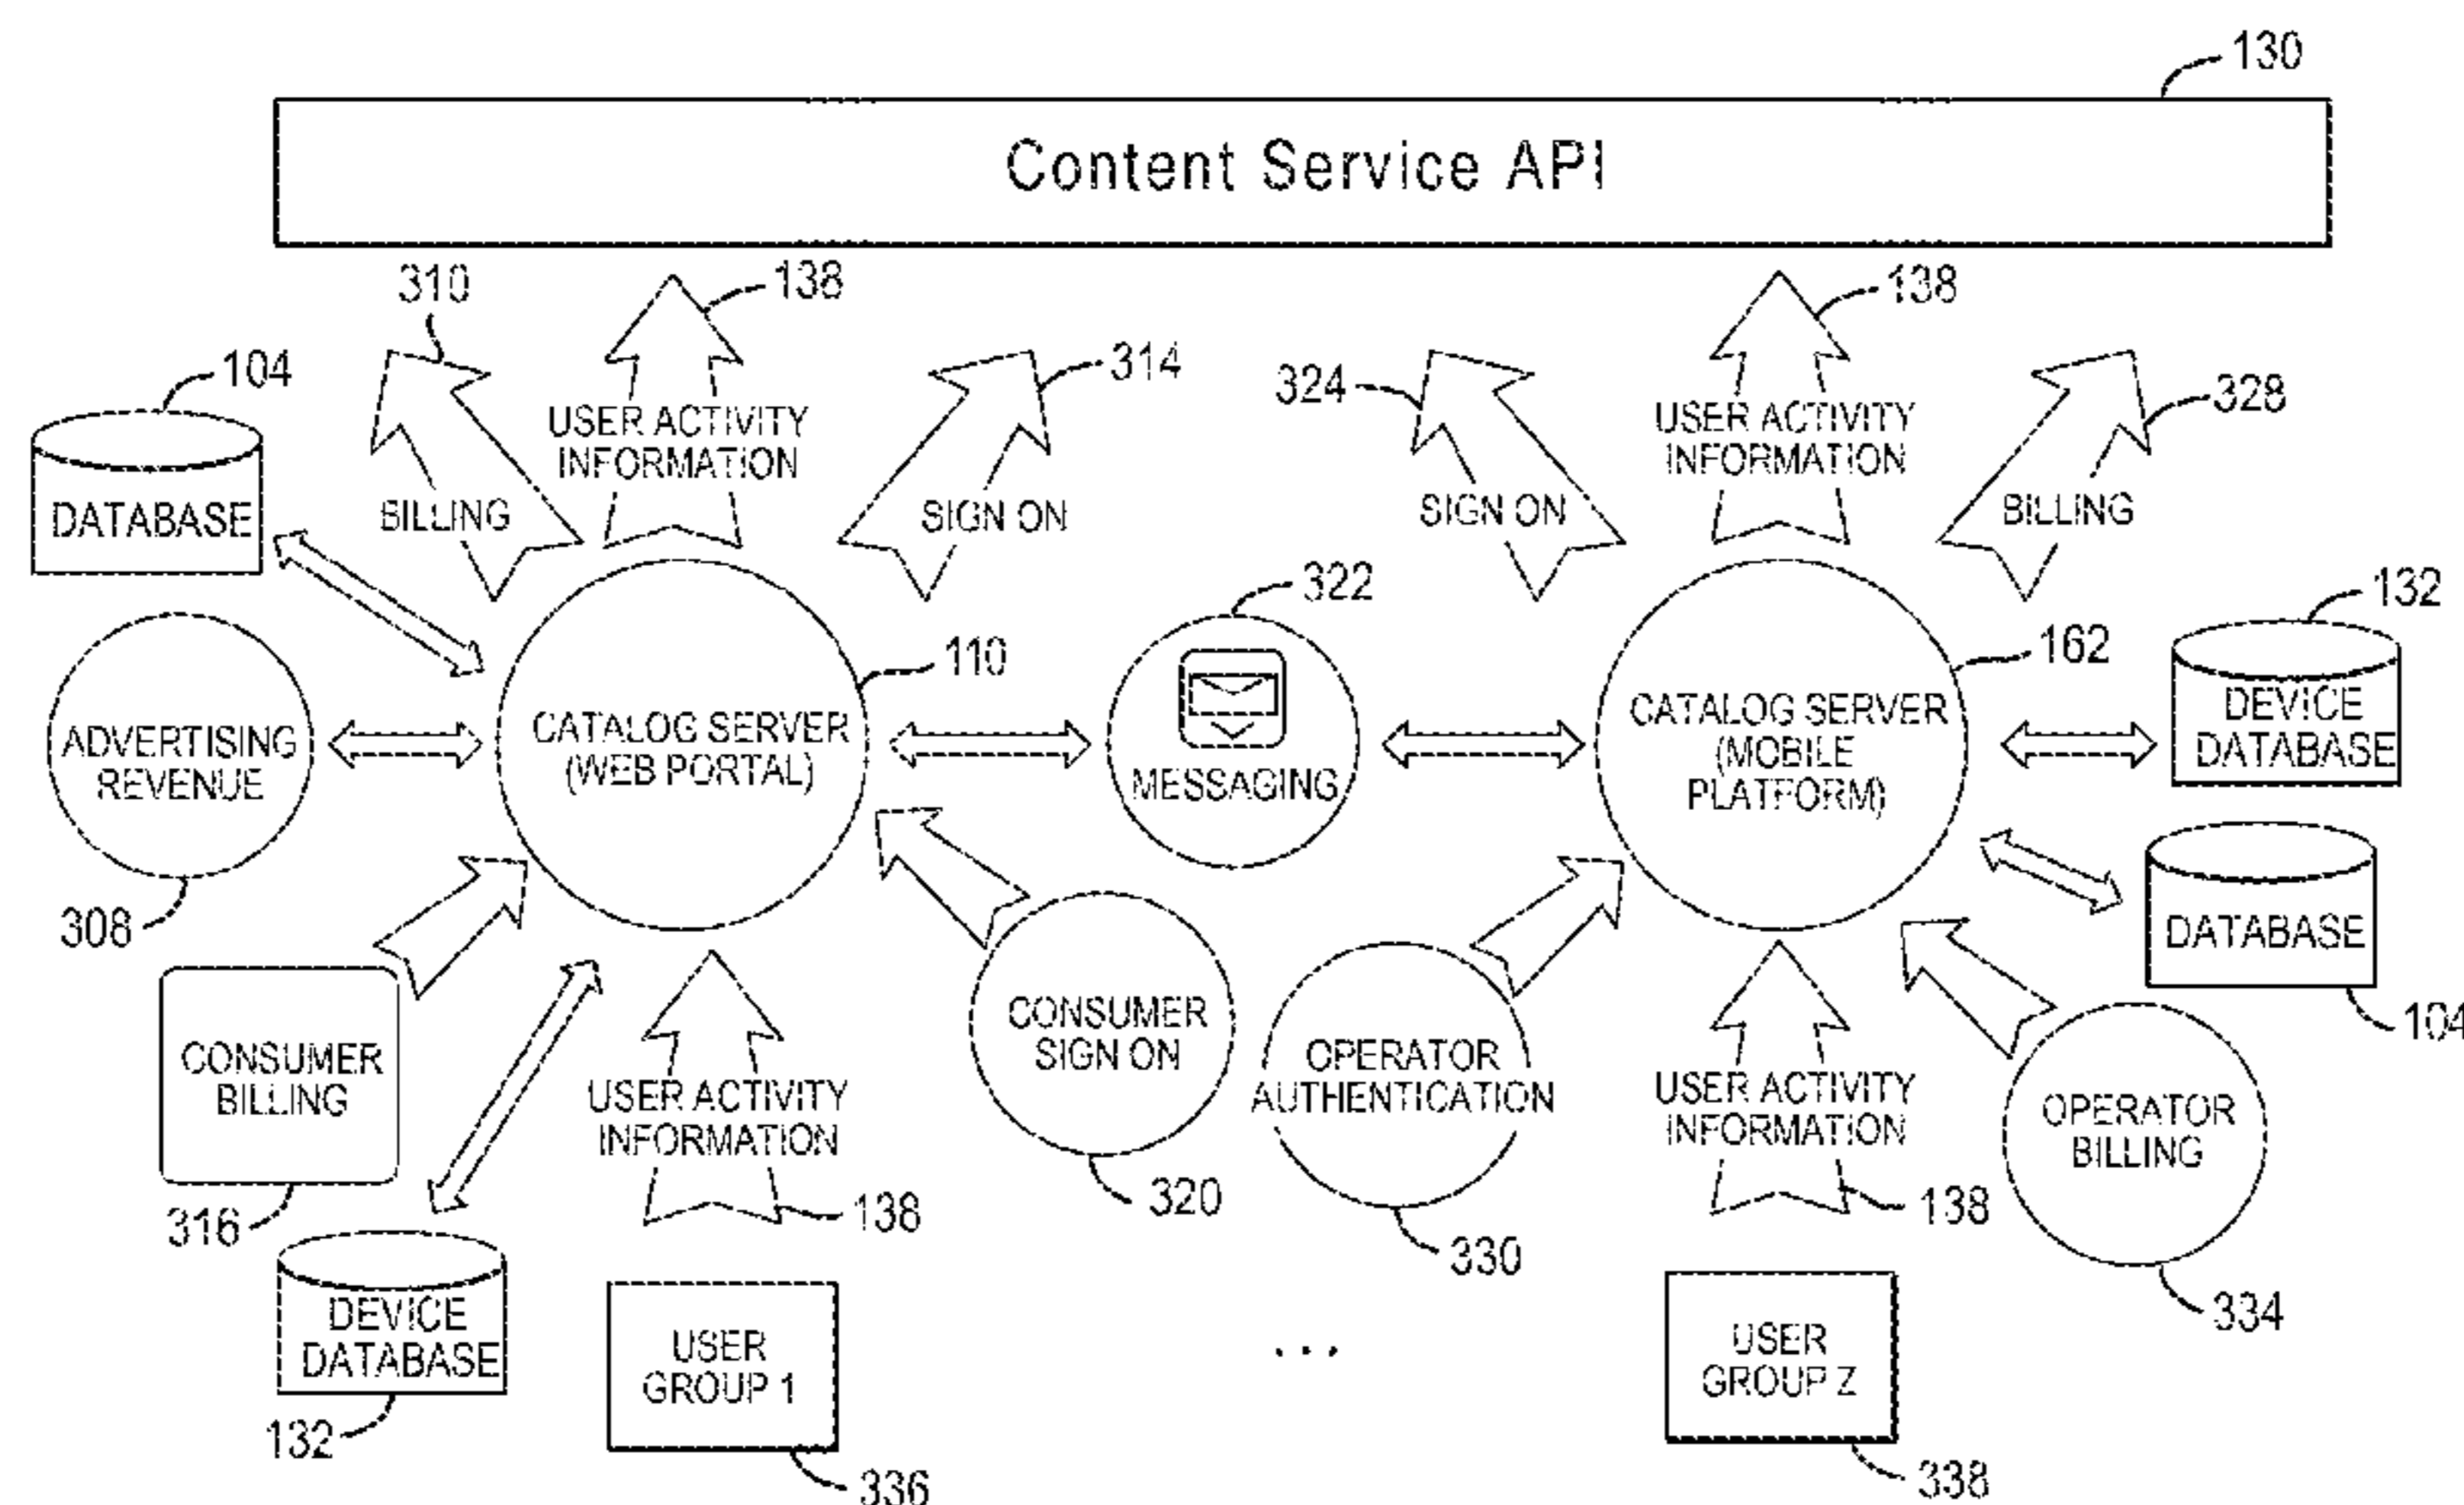 130
Content Service API
310
138
138
104
314
324
328
USER ACTIVITY
INFORMATION
USER ACTIVITY
INFORMATION
DATABASE
BILLING
SIGN ON
SIGN ON
BILLING
322
132
110
162
ADVERTISING
REVENUE
CATALOG SERVER
(WEB PORTAL)
MESSAGING
CATALOG SERVER
(MOBILE
PLATFORM)
DEVICE
DATABASE
308
DATABASE
104
CONSUMER
BILLING
CONSUMER
SIGN ON
OPERATOR
AUTHENTICATION
USER ACTIVITY
INFORMATION
USER ACTIVITY
INFORMATION
OPERATOR
BILLING
316
138
320
330
138
334
DEVICE
DATABASE
USER
GROUP 1
...
USER
GROUP Z
132
336
338